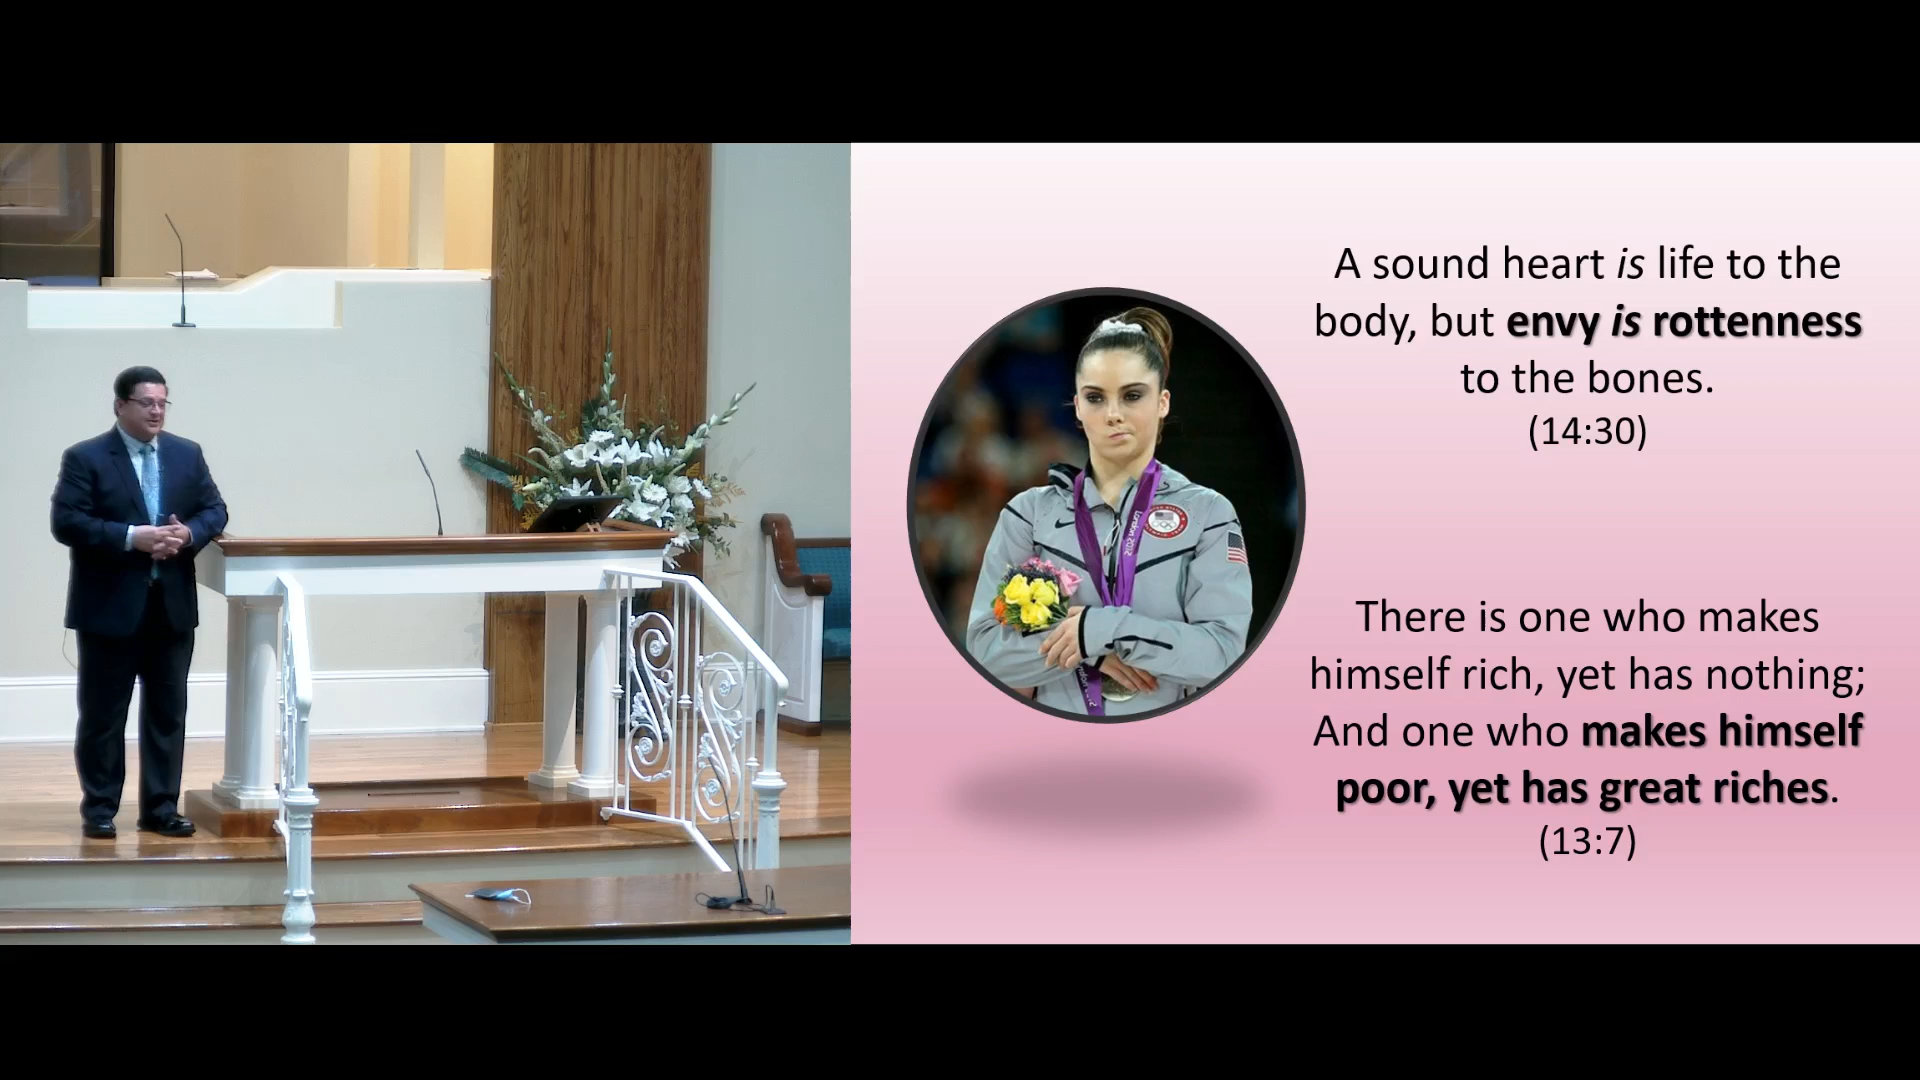 A sound heart is life to the
body, but envy is rottenness
to the bones.
(14:30)
There is one who makes
himself rich, yet has nothing;
And one who makes himself
poor, yet has great riches.
(13:7)
London 2012